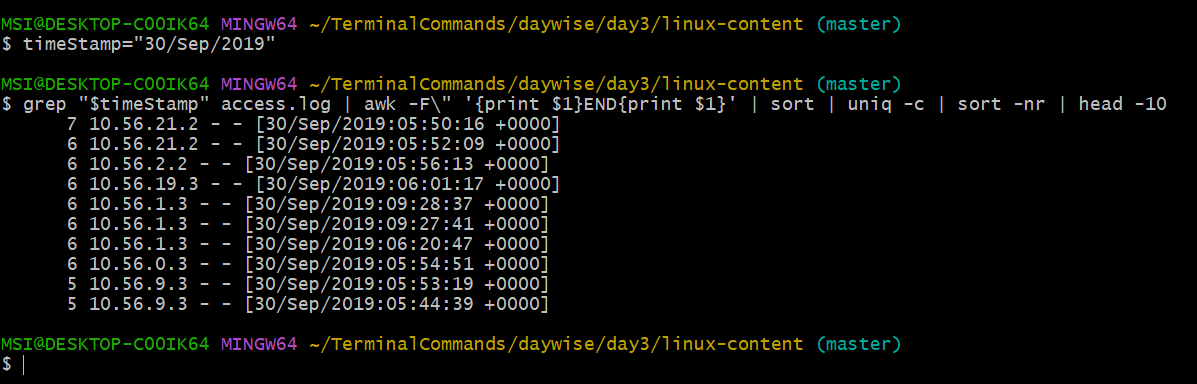 MSI@DESKTOP-COOIK64 MINGW64 ~/TerminalCommands/daywise/day3/linux-content (master)
$ timeStamp="30/Sep/2019"
MSI@DESKTOP-COOIK64 MINGW64 ~/TerminalCommands/daywise/day3/linux-content (master)
$ grep "$timeStamp" access.log | awk -F\" '{print $1}END{print $1}' | sort | uniq -c | sort -nr | head -10
7 10.56.21.2 - - [30/Sep/2019:05:50:16 +0000]
6 10.56.21.2 - - [30/Sep/2019:05:52:09 +0000]
6 10.56.2.2 - - [30/Sep/2019:05:56:13 +0000]
6 10.56.19.3 - - [30/Sep/2019:06:01:17 +0000]
6 10.56.1.3 - - [30/Sep/2019:09:28:37 +0000]
6 10.56.1.3 - - [30/Sep/2019:09:27:41 +0000]
6 10.56.1.3 - - [30/Sep/2019:06:20:47 +0000]
6 10.56.0.3 - - [30/Sep/2019:05:54:51 +0000]
5 10.56.9.3 - - [30/Sep/2019:05:53:19 +0000]
5 10.56.9.3 - - [30/Sep/2019:05:44:39 +0000]
MSI@DESKTOP-COOIK64 MINGW64 ~/TerminalCommands/daywise/day3/linux-content (master)
$